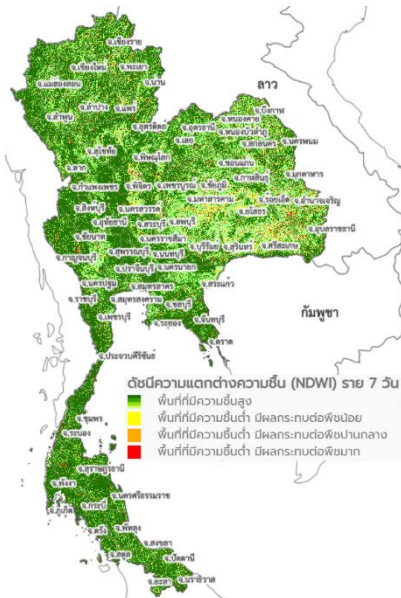 จ.เชียงราย
จ.เชียงใหม่
จ.พะเยา
จ.แม่ฮ่องสอน
จ.น่าน
จ.ลำปาง
จ.แพร่
จ.ลำพูน
ลาว
จ.บึงกาฬ
จ.หนองคาย
จ.อุตรดิตถ์
จ.อุดรธานี
จ.หนองบัวลำภู
จ.เลย
จ.สกลนคร
จ.นครพนม
จ.สุโขทัย
จ.พิษณุโลก
จ.ขอนแก่น
จ.ตาก
จ.กาฬสินธุ์
จ.มุกดาหาร
จ.กำแพงเพชร
จ.พิจิตร
จ.เพชรบูรณ์
จ.ชัยภูมิ
จ.มหาสารคาม
จ.ร้อยเอ็ด
จ.อำนาจเจริญ
จ.สิงห์บุรี
จ.นครสวรรค์
จ.ยโสธร
จ.อุทัยธานี
จ.สระบุรี
จ.ลพบุรี
จ.อุบลราชธานี
จ.ชัยนาท
จ.นครราชสีมา
จ.บุรีรัมย์
จ.สุรินทร์
จ.ศรีสะเกษ
จ.สุพรรณบุรี
จ.นนทบุรี
จ.กาญจนบุรี
จ.ปราจีนบุรี
จ.นครนายก
จ.นครปฐม
จ.สมุทรสาคร
จ.สระแก้ว
จ.ราชบุรี
จ.สมุทรสงคราม
จ.ชลบุรี
กัมพูชา
จ.เพชรบุรี
จ.ระยอง
จ.จันทบุรี
จ.ตราด
จ.ประจวบคีรีขันธ์
ดัชนีความแตกต่างความชื้น (NDWI) ราย 7 วัน
พื้นที่ที่มีความชื้นสูง
พื้นที่ที่มีความชื้นต่ำ มีผลกระทบต่อพืชน้อย
พื้นที่ที่มีความชื้นต่ำ มีผลกระทบต่อพืชปานกลาง
พื้นที่ที่มีความชื้นต่ำ มีผลกระทบต่อพืชมาก
จ.ชุมพร
จ.ระนอง
จ.สุราษฎร์ธานี
จ.พังงา
จ.นครศรีธรรมราช
จ.กระบี่
จ.ภูเก็ต
จ.ตรัง
จ.พัทลุง
จ.สงขลา
จ.สตูล
จ.ปัตตานี
จ.ยะลา
จ.นราธิวาส